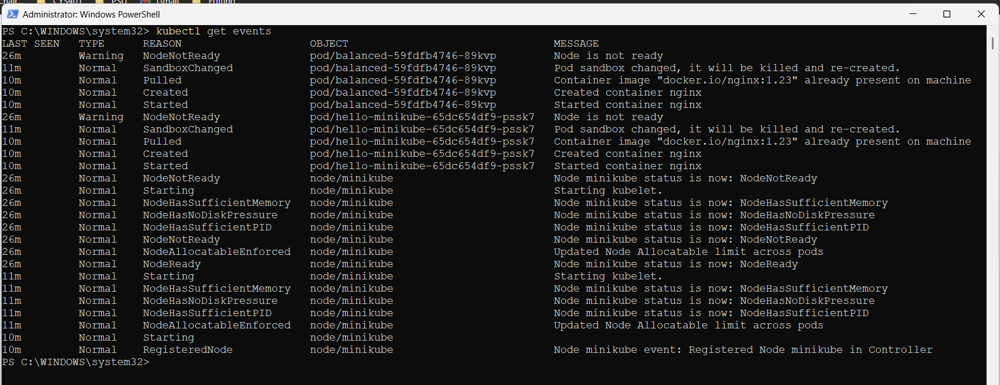 CYS401 PSU Gmail Editing
Administrator: Windows PowerShell
PS C:\WINDOWS\system32> kubectl get events
LAST SEEN TYPE REASON OBJECT MESSAGE
26m Warning NodeNotReady pod/balanced-59fdfb4746-89kvp Node is not ready
11m Normal SandboxChanged pod/balanced-59fdfb4746-89kvp Pod sandbox changed, it will be killed and re-created.
10m Normal Pulled pod/balanced-59fdfb4746-89kvp Container image "docker.io/nginx:1.23" already present on machine
10m Normal Created pod/balanced-59fdfb4746-89kvp Created container nginx
10m Normal Started pod/balanced-59fdfb4746-89kvp Started container nginx
26m Warning NodeNotReady pod/hello-minikube-65dc654df9-pssk7 Node is not ready
11m Normal SandboxChanged pod/hello-minikube-65dc654df9-pssk7 Pod sandbox changed, it will be killed and re-created.
10m Normal Pulled pod/hello-minikube-65dc654df9-pssk7 Container image "docker.io/nginx:1.23" already present on machine
10m Normal Created pod/hello-minikube-65dc654df9-pssk7 Created container nginx
10m Normal Started pod/hello-minikube-65dc654df9-pssk7 Started container nginx
26m Normal NodeNotReady node/minikube Node minikube status is now: NodeNotReady
26m Normal Starting node/minikube Starting kubelet.
26m Normal NodeHasSufficientMemory node/minikube Node minikube status is now: NodeHasSufficientMemory
26m Normal NodeHasNoDiskPressure node/minikube Node minikube status is now: NodeHasNoDiskPressure
26m Normal NodeHasSufficientPID node/minikube Node minikube status is now: NodeHasSufficientPID
26m Normal NodeNotReady node/minikube Node minikube status is now: NodeNotReady
26m Normal NodeAllocatableEnforced node/minikube Updated Node Allocatable limit across pods
26m Normal NodeReady node/minikube Node minikube status is now: NodeReady
11m Normal Starting node/minikube Starting kubelet.
11m Normal NodeHasSufficientMemory node/minikube Node minikube status is now: NodeHasSufficientMemory
11m Normal NodeHasNoDiskPressure node/minikube Node minikube status is now: NodeHasNoDiskPressure
11m Normal NodeHasSufficientPID node/minikube Node minikube status is now: NodeHasSufficientPID
11m Normal NodeAllocatableEnforced node/minikube Updated Node Allocatable limit across pods
10m Normal Starting node/minikube
10m Normal RegisteredNode node/minikube Node minikube event: Registered Node minikube in Controller
PS C:\WINDOWS\system32>